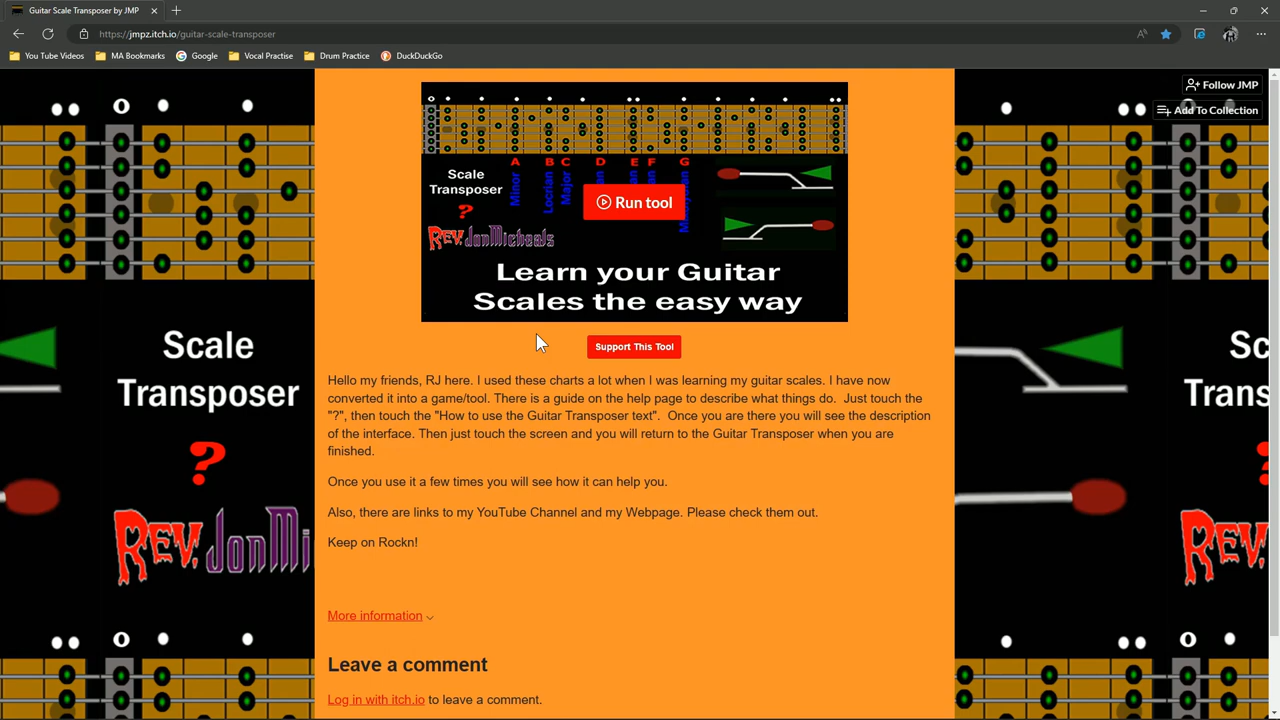 Guitar Scale Transposer by JMP
https://jmpz.itch.io/guitar-scale-transposer
You Tube Videos
MA Bookmarks
Google
Vocal Practise
Drum Practice
DuckDuckGo
Follow JMP
Add To Collection
A B C D E F G
Minor
Locrian
Major
Scale
Transposer
?
Run tool
Rev. JonMicheals
Learn your Guitar
Scales the easy way
Support This Tool
Hello my friends, RJ here. I used these charts a lot when I was learning my guitar scales. I have now
converted it into a game/tool. There is a guide on the help page to describe what things do. Just touch the
"?", then touch the "How to use the Guitar Transposer text". Once you are there you will see the description
of the interface. Then just touch the screen and you will return to the Guitar Transposer when you are
finished.
Once you use it a few times you will see how it can help you.
Also, there are links to my YouTube Channel and my Webpage. Please check them out.
Keep on Rockn!
More information
Leave a comment
Log in with itch.io to leave a comment.
Scale
Transposer
?
Rev. JonMi
Sc
Trans
Rev.